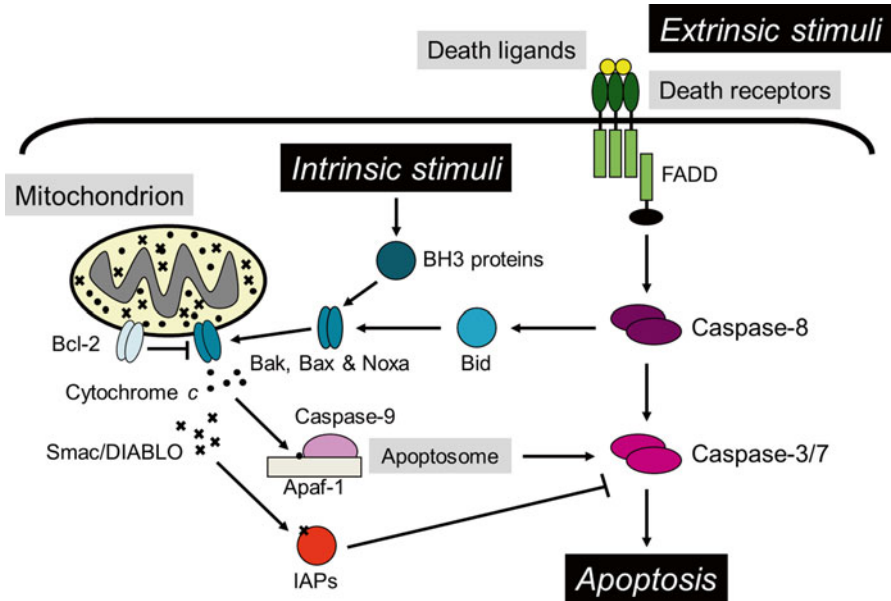 Extrinsic stimuli
Death ligands
Death receptors
Intrinsic stimuli
FADD
Mitochondrion
BH3 proteins
Caspase-8
Bcl-2
Bak, Bax & Noxa
Bid
Cytochrome c
Caspase-9
Smac/DIABLO
Apoptosome
Caspase-3/7
Apaf-1
IAPs
Apoptosis